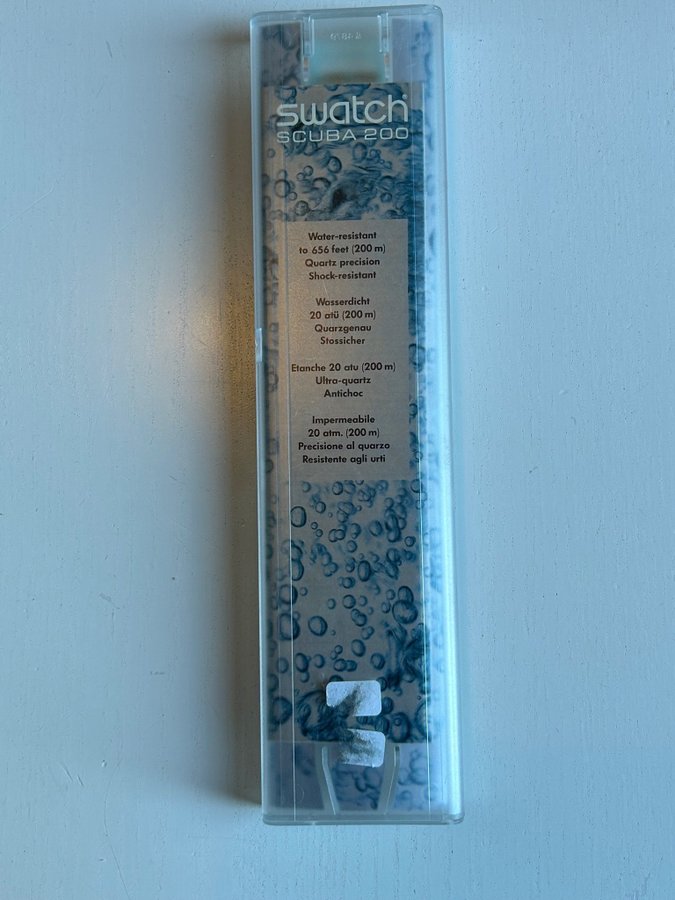 swatch
SCUBA 200
Water-resistant
to 656 feet (200 m)
Quartz precision
Shock-resistant
Wasserdicht
20 atü (200 m)
Quarzgenau
Stossicher
Etanche 20 atu (200 m)
Ultra-quartz
Antichoc
Impermeabile
20 atm. (200 m)
Precisione al quarzo
Resistente agli urti